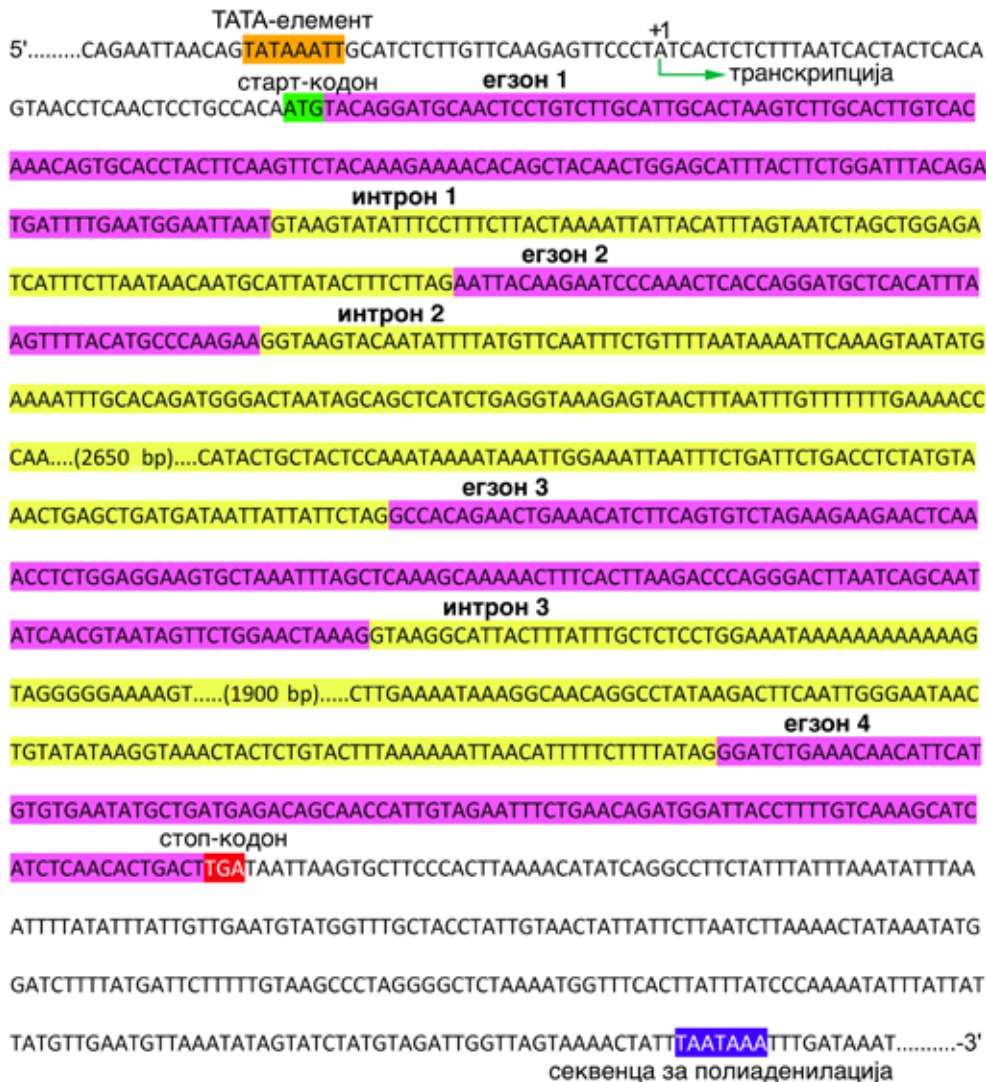 ТАТА-елемент
+1
5'.........CAGAATTAACAGTATAAATTGCATCTCTTGTTCAAGAGTTCCCTATCACTCTCTTTAATCACTACTCACA
транскрипција
старт-кодон
егзон 1
GTAACCTCAACTCCTGCCACAATGTACAGGATGCAACTCCTGTCTTGCATTGCACTAAGTCTTGCACTTGTCAC
AAACAGTGCACCTACTTCAAGTTCTACAAAGAAAACACAGCTACAACTGGAGCATTTACTTCTGGATTTACAGA
интрон 1
TGATTTTGAATGGAATTAATGTAAGTATATTTCCTTTCTTACTAAAATTATTACATTTAGTAATCTAGCTGGAGA
егзон 2
TCATTTCTTAATAACAATGCATTATACTTTCTTAGAATTACAAGAATCCCAAACTCACCAGGATGCTCACATTTA
интрон 2
AGTTTTACATGCCCAAGAAGGTAAGTACAATATTTTATGTTCAATTTCTGTTTTAATAAAATTCAAAGTAATATG
AAAATTTGCACAGATGGGACTAATAGCAGCTCATCTGAGGTAAAGAGTAACTTTAATTTGTTTTTTTGAAAACC
CAA....(2650 bp)....CATACTGCTACTCCAAATAAAATAAATTGGAAATTAATTTCTGATTCTGACCTCTATGTA
егзон 3
AACTGAGCTGATGATAATTATTATTCTAGGCCACAGAACTGAAACATCTTCAGTGTCTAGAAGAAGAACTCAA
ACCTCTGGAGGAAGTGCTAAATTTAGCTCAAAGCAAAAACTTTCACTTAAGACCCAGGGACTTAATCAGCAAT
интрон 3
ATCAACGTAATAGTTCTGGAACTAAAGGTAAGGCATTACTTTATTTGCTCTCCTGGAAATAAAAAAAAAAAAG
TAGGGGGAAAAGT.....(1900 bp)....CTTGAAAATAAAGGCAACAGGCCTATAAGACTTCAATTGGGAATAAC
егзон 4
TGTATATAAGGTAAACTACTCTGTACTTTAAAAAATTAACATTTTTCTTTTATAGGGATCTGAAACAACATTCAT
GTGTGAATATGCTGATGAGACAGCAACCATTGTAGAATTTCTGAACAGATGGATTACCTTTTGTCAAAGCATC
стоп-кодон
ATCTCAACACTGACTTGATAATTAAGTGCTTCCCACTTAAAACATATCAGGCCTTCTATTTATTTAAATATTTAA
ATTTTATATTTATTGTTGAATGTATGGTTTGCTACCTATTGTAACTATTATTCTTAATCTTAAAACTATAAATATG
GATCTTTTATGATTCTTTTTGTAAGCCCTAGGGGCTCTAAAATGGTTTCACTTATTTATCCCAAAATATTTATTAT
TATGTTGAATGTTAAATATAGTATCTATGTAGATTGGTTAGTAAAACTATTTAATAAATTTGATAAAT..........-3'
секвенца за полиаденилација